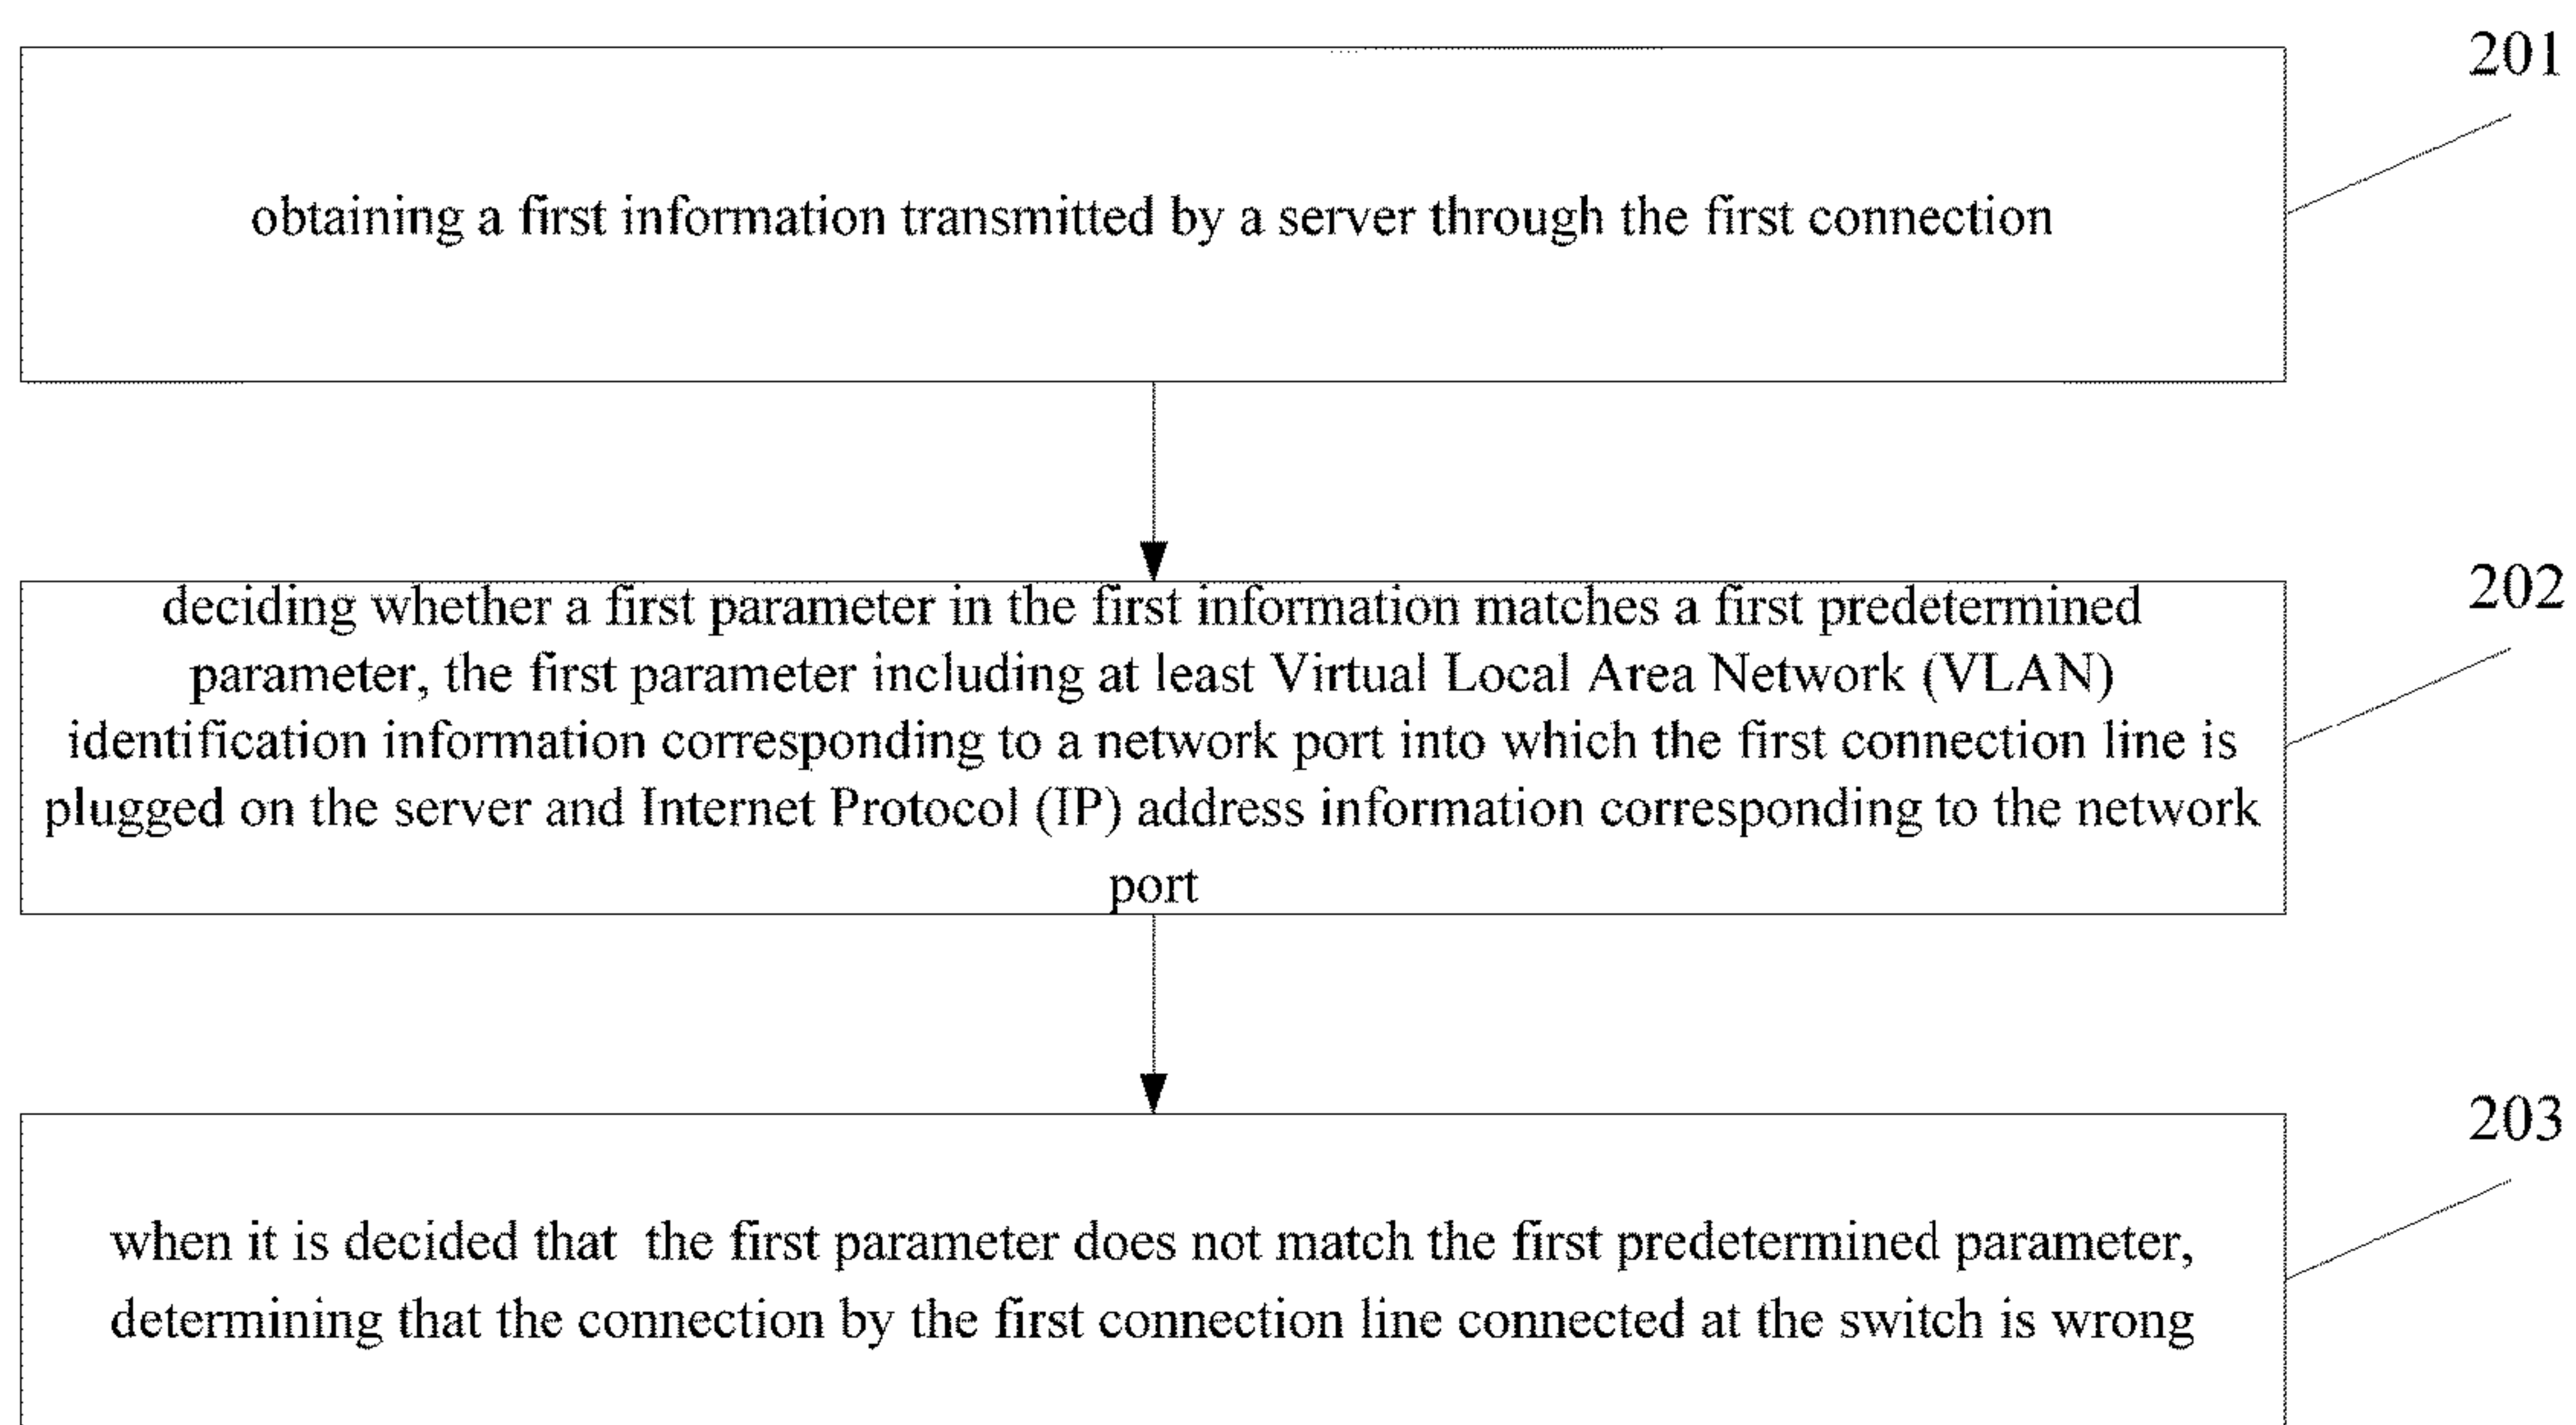 201
obtaining a first information transmitted by a server through the first connection
202
deciding whether a first parameter in the first information matches a first predetermined
parameter, the first parameter including at least Virtual Local Area Network (VLAN)
identification information corresponding to a network port into which the first connection line is
plugged on the server and Internet Protocol (IP) address information corresponding to the network
port
203
when it is decided that the first parameter does not match the first predetermined parameter,
determining that the connection by the first connection line connected at the switch is wrong